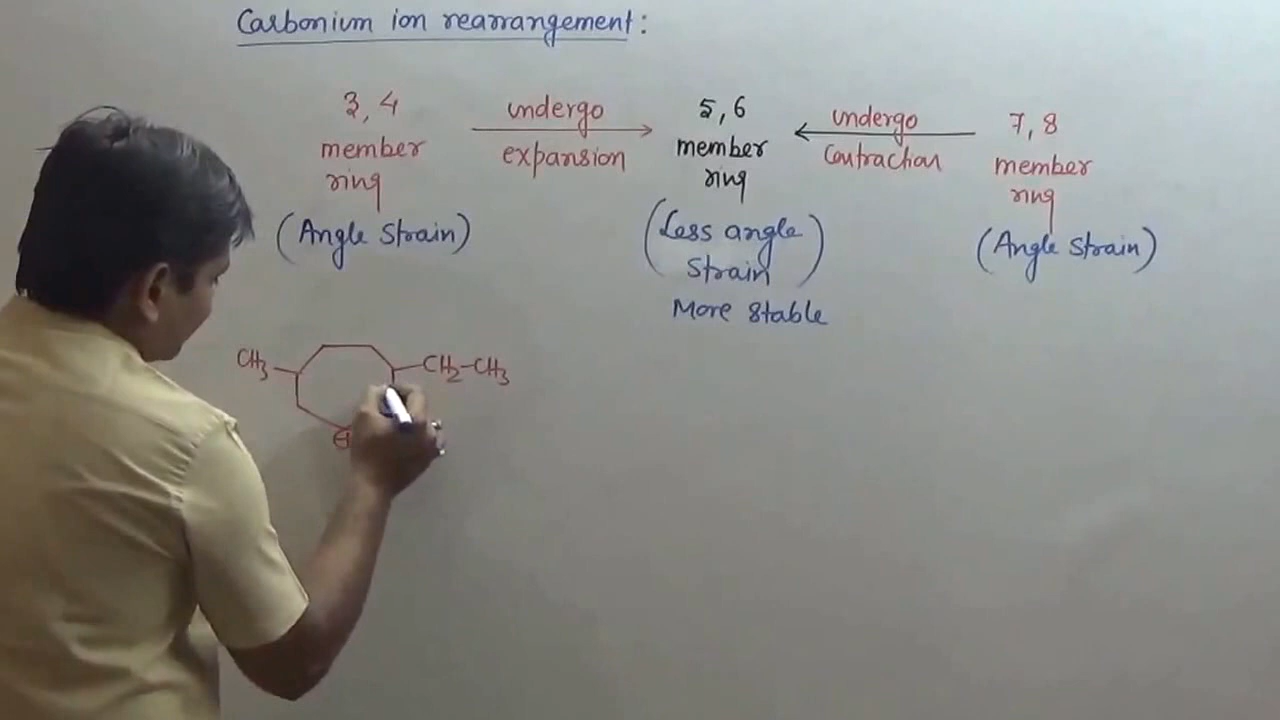 Carbonium ion rearrangement:
3, 4
member
ring
(Angle strain)
undergo
expansion
5, 6
member
ring
(Less angle
strain)
More stable
undergo
Contraction
7, 8
member
ring
(Angle strain)
CH3
CH2-CH3
⊕